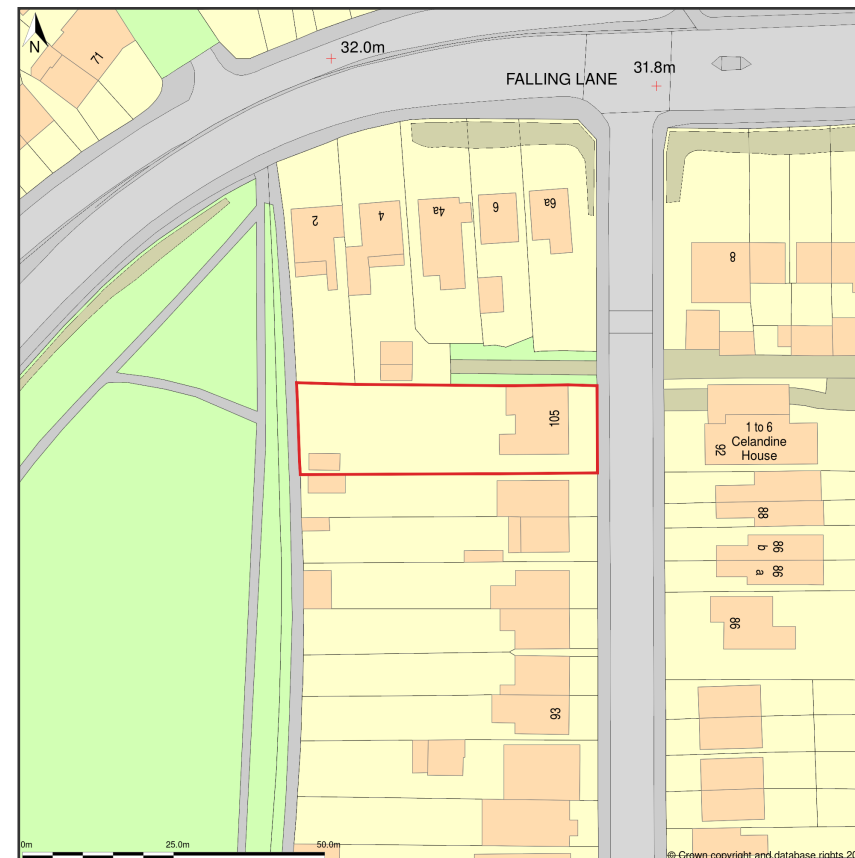 N
71
32.0m
FALLING LANE
31.8m
2
4
4a
6
6a
8
105
1 to 6
Celandine
House
92
88
86
b
86
a
86
93
0m
25.0m
50.0m
© Crown copyright and database rights 20